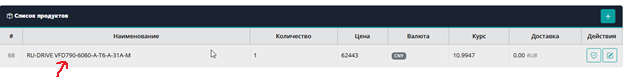 Список продуктов
# Наименование Количество Цена Валюта Курс Доставка Действия
68 RU-DRIVE VFD790-6060-A-T6-A-31A-M 1 62443 CNY 10.9947 0.00 RUB